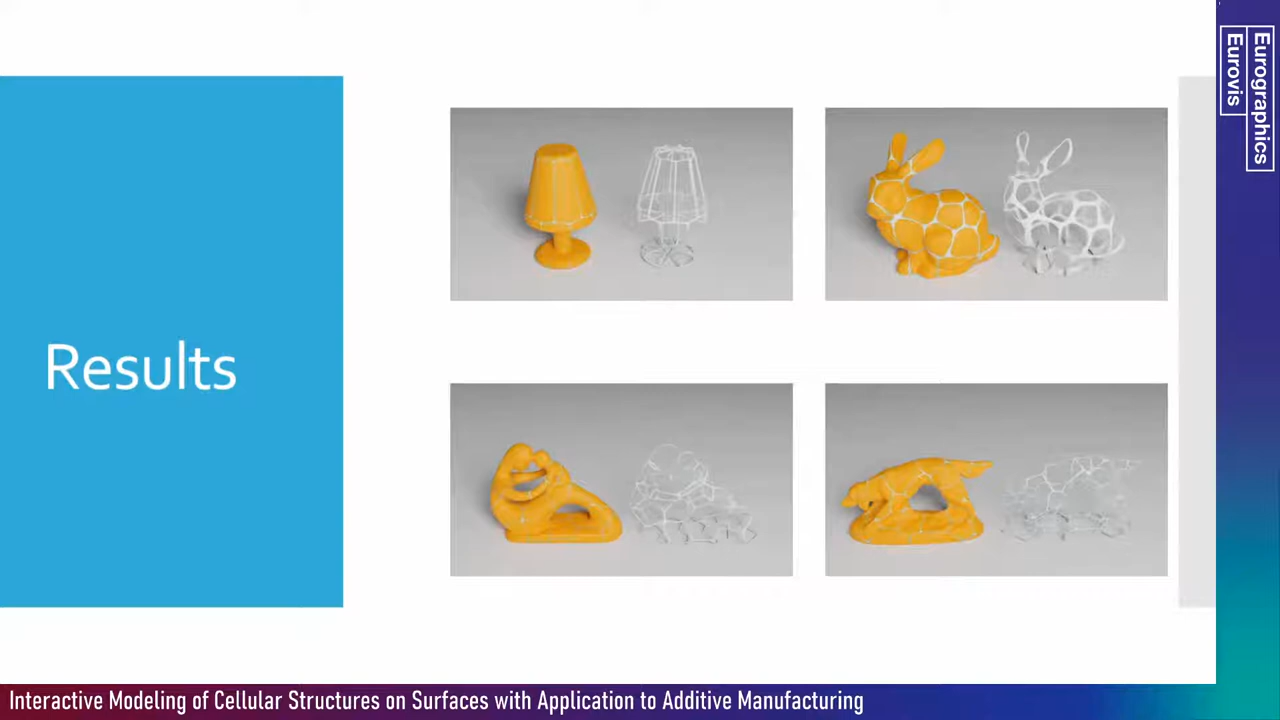 Results
Eurographics
Eurovis
Interactive Modeling of Cellular Structures on Surfaces with Application to Additive Manufacturing